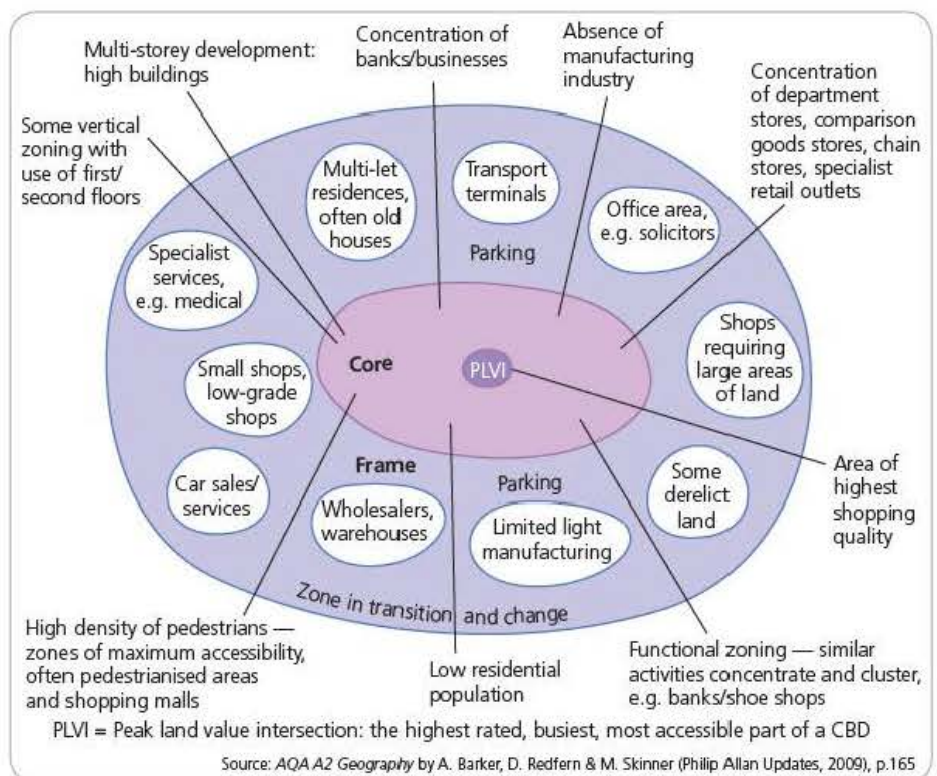 Multi-storey development:
high buildings
Concentration of
banks/businesses
Absence of
manufacturing
industry
Concentration
of department
stores, comparison
goods stores, chain
stores, specialist
retail outlets
Some vertical
zoning with
use of first/
second floors
Multi-let
residences,
often old
houses
Transport
terminals
Office area,
e.g. solicitors
Parking
Specialist
services,
e.g. medical
Shops
requiring
large areas
of land
Small shops,
low-grade
shops
Core
PLVI
Frame
Car sales/
services
Wholesalers,
warehouses
Parking
Limited light
manufacturing
Some
derelict
land
Area of
highest
shopping
quality
Zone in transition and change
High density of pedestrians —
zones of maximum accessibility,
often pedestrianised areas
and shopping malls
Low residential
population
Functional zoning — similar
activities concentrate and cluster,
e.g. banks/shoe shops
PLVI = Peak land value intersection: the highest rated, busiest, most accessible part of a CBD
Source: AQA A2 Geography by A. Barker, D. Redfern & M. Skinner (Philip Allan Updates, 2009), p.165